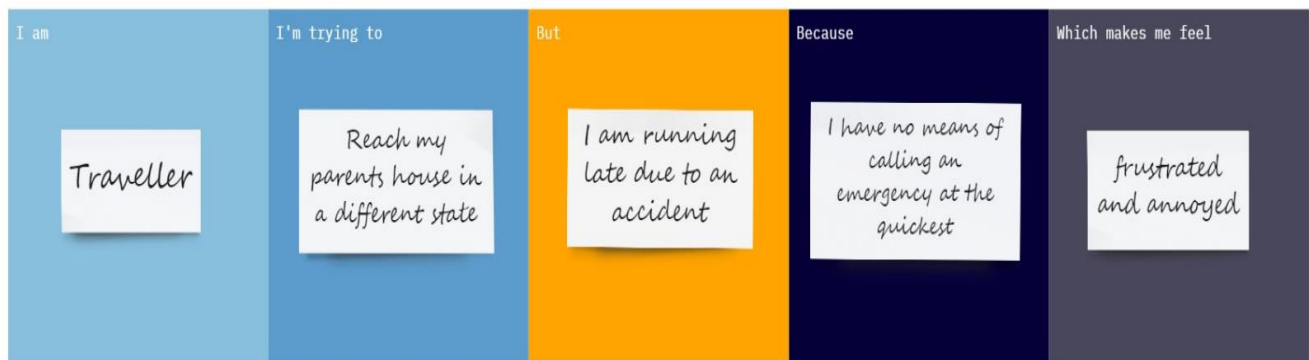 I am
Traveller
I'm trying to
Reach my
parents house in
a different state
But
I am running
late due to an
accident
Because
I have no means of
calling an
emergency at the
quickest
Which makes me feel
frustrated
and annoyed